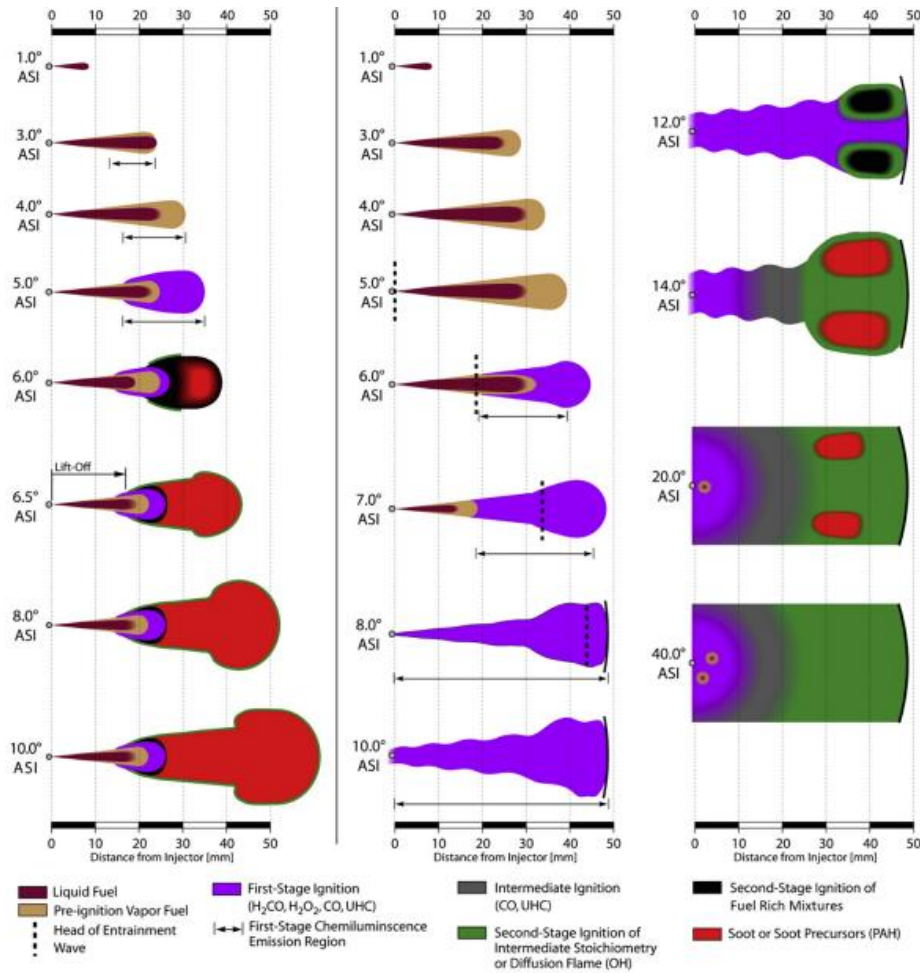 0 10 20 30 40 50
1.0°
ASI
3.0°
ASI
4.0°
ASI
5.0°
ASI
6.0°
ASI
Lift-Off
6.5°
ASI
8.0°
ASI
10.0°
ASI
0 10 20 30 40 50
Distance from Injector [mm]
0 10 20 30 40 50
1.0°
ASI
3.0°
ASI
4.0°
ASI
5.0°
ASI
6.0°
ASI
7.0°
ASI
8.0°
ASI
10.0°
ASI
0 10 20 30 40 50
Distance from Injector [mm]
0 10 20 30 40 50
12.0°
ASI
14.0°
ASI
20.0°
ASI
40.0°
ASI
0 10 20 30 40 50
Distance from Injector [mm]
Liquid Fuel
Pre-ignition Vapor Fuel
Head of Entrainment
Wave
First-Stage Ignition
(H₂CO, H₂O₂, CO, UHC)
First-Stage Chemiluminscence
Emission Region
Intermediate Ignition
(CO, UHC)
Second-Stage Ignition of
Intermediate Stoichiometry
or Diffusion Flame (OH)
Second-Stage Ignition of
Fuel Rich Mixtures
Soot or Soot Precursors (PAH)